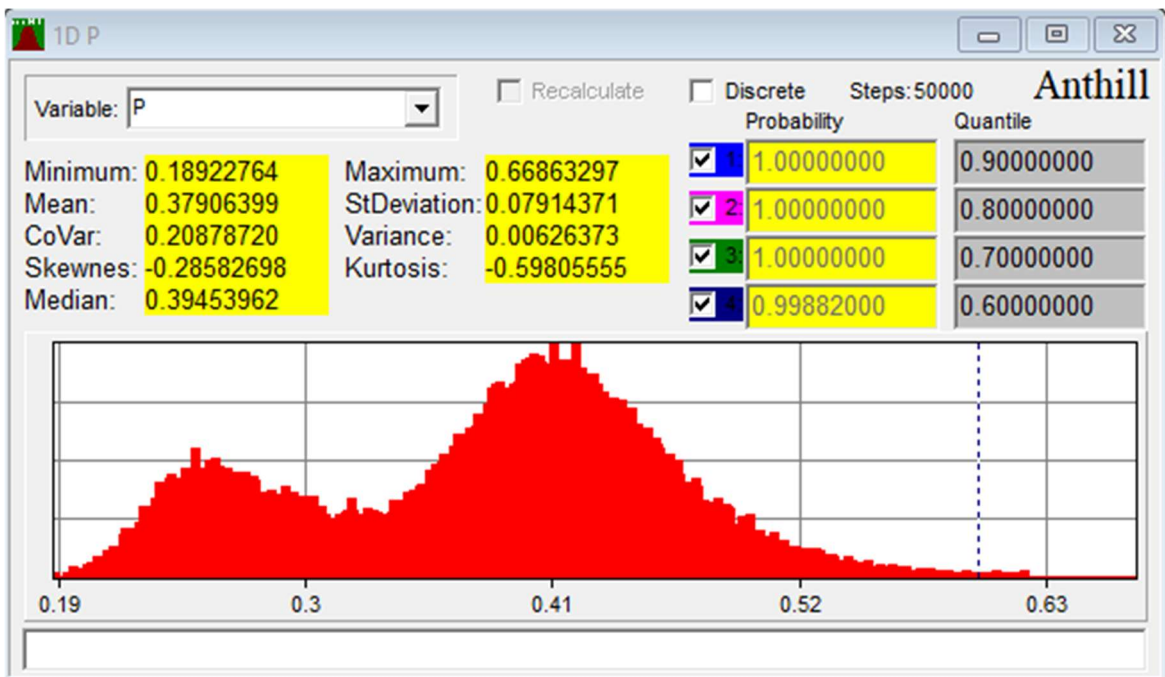 1D P
Variable: P
Recalculate
Discrete Steps: 50000 Anthill
Probability Quantile
Minimum: 0.18922764 Maximum: 0.66863297 1 1.00000000 0.90000000
Mean: 0.37906399 StDeviation: 0.07914371 2: 1.00000000 0.80000000
CoVar: 0.20878720 Variance: 0.00626373 3: 1.00000000 0.70000000
Skewnes: -0.28582698 Kurtosis: -0.59805555
Median: 0.39453962 4 0.99882000 0.60000000
0.19 0.3 0.41 0.52 0.63